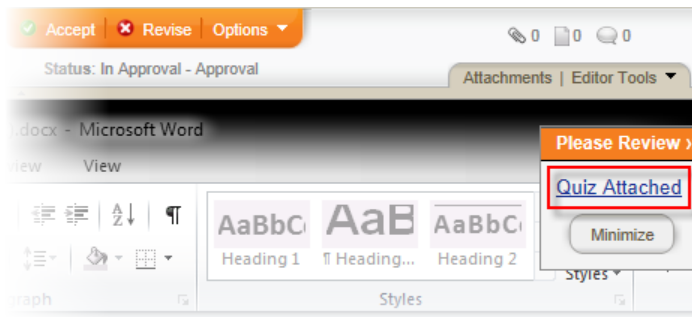 Accept Revise Options
0 0 0
Status: In Approval - Approval
Attachments | Editor Tools
.docx - Microsoft Word
Please Review
View
Quiz Attached
AaBbC AaB AaBbC
Minimize
Heading 1 ¶ Heading... Heading 2
Styles
Styles